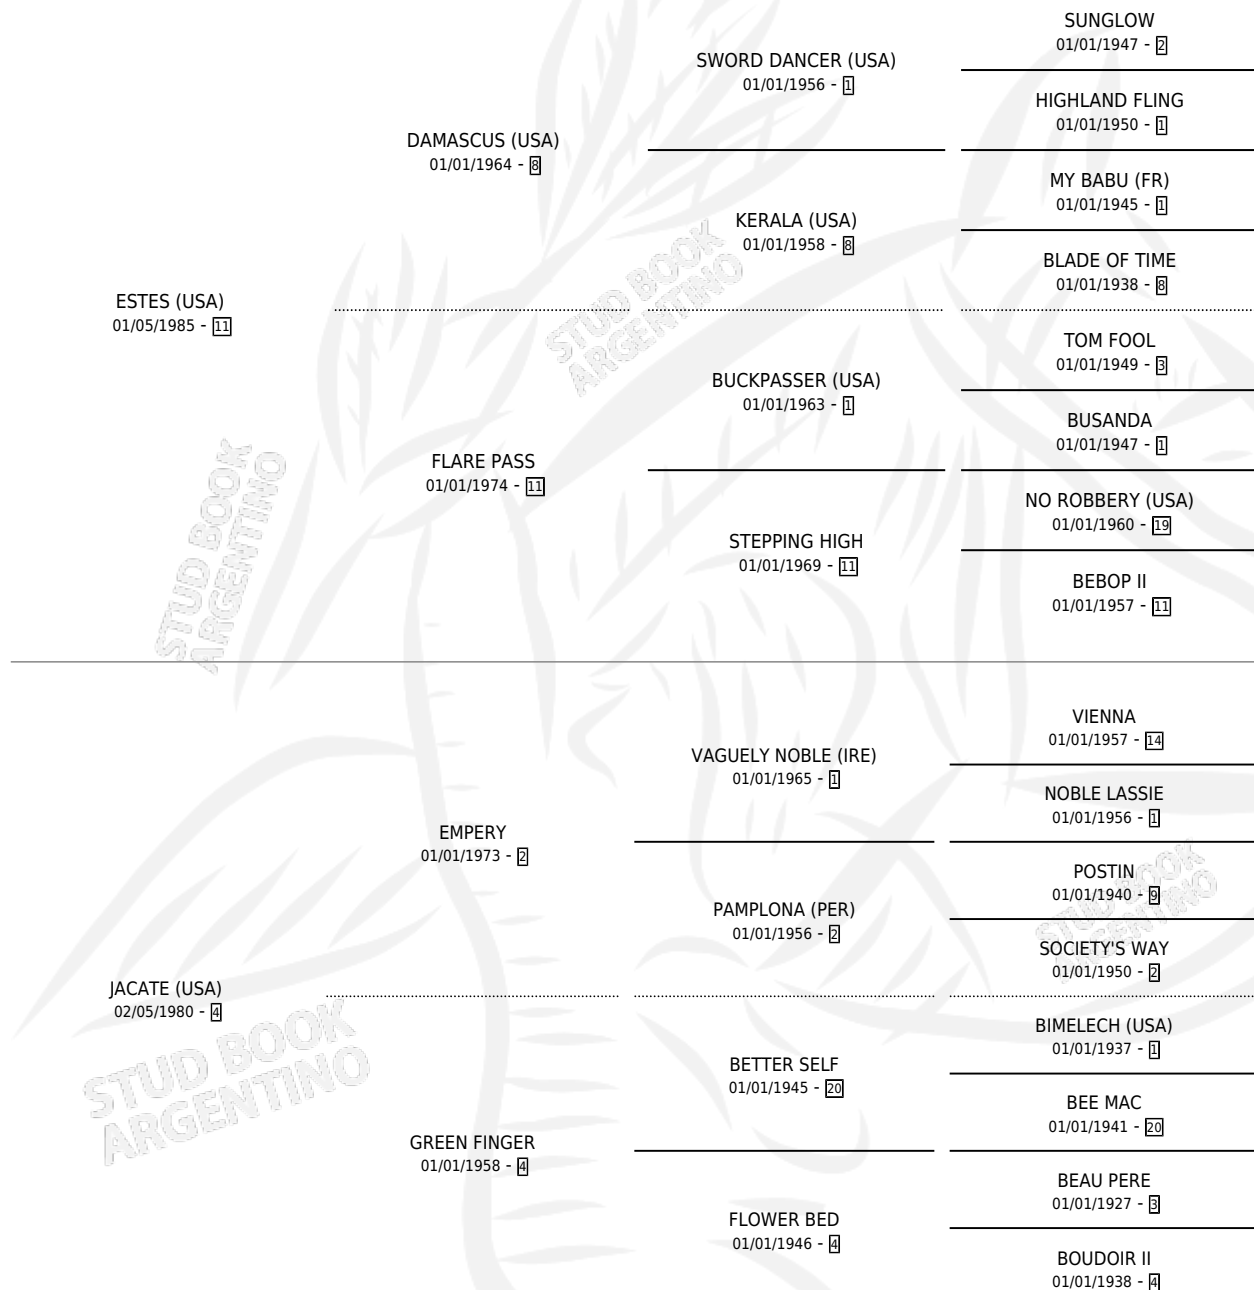 SUNGLOW
01/01/1947 - 2
SWORD DANCER (USA)
01/01/1956 - 1
HIGHLAND FLING
01/01/1950 - 1
DAMASCUS (USA)
01/01/1964 - 8
MY BABU (FR)
01/01/1945 - 1
KERALA (USA)
01/01/1958 - 8
BLADE OF TIME
01/01/1938 - 8
ESTES (USA)
01/05/1985 - 11
TOM FOOL
01/01/1949 - 3
BUCKPASSER (USA)
01/01/1963 - 1
BUSANDA
01/01/1947 - 1
FLARE PASS
01/01/1974 - 11
NO ROBBERY (USA)
01/01/1960 - 19
STEPPING HIGH
01/01/1969 - 11
BEBOP II
01/01/1957 - 11
VIENNA
01/01/1957 - 14
VAGUELY NOBLE (IRE)
01/01/1965 - 1
NOBLE LASSIE
01/01/1956 - 1
EMPERY
01/01/1973 - 2
POSTIN
01/01/1940 - 9
PAMPLONA (PER)
01/01/1956 - 2
SOCIETY'S WAY
01/01/1950 - 2
JACATE (USA)
02/05/1980 - 4
BIMELECH (USA)
01/01/1937 - 1
BETTER SELF
01/01/1945 - 20
BEE MAC
01/01/1941 - 20
GREEN FINGER
01/01/1958 - 4
BEAU PERE
01/01/1927 - 3
FLOWER BED
01/01/1946 - 4
BOUDOIR II
01/01/1938 - 4
STUD BOOK
ARGENTINO
STUD BOOK
ARGENTINO
STUD BOOK
ARGENTINO
STUD BOOK
ARGENTINO